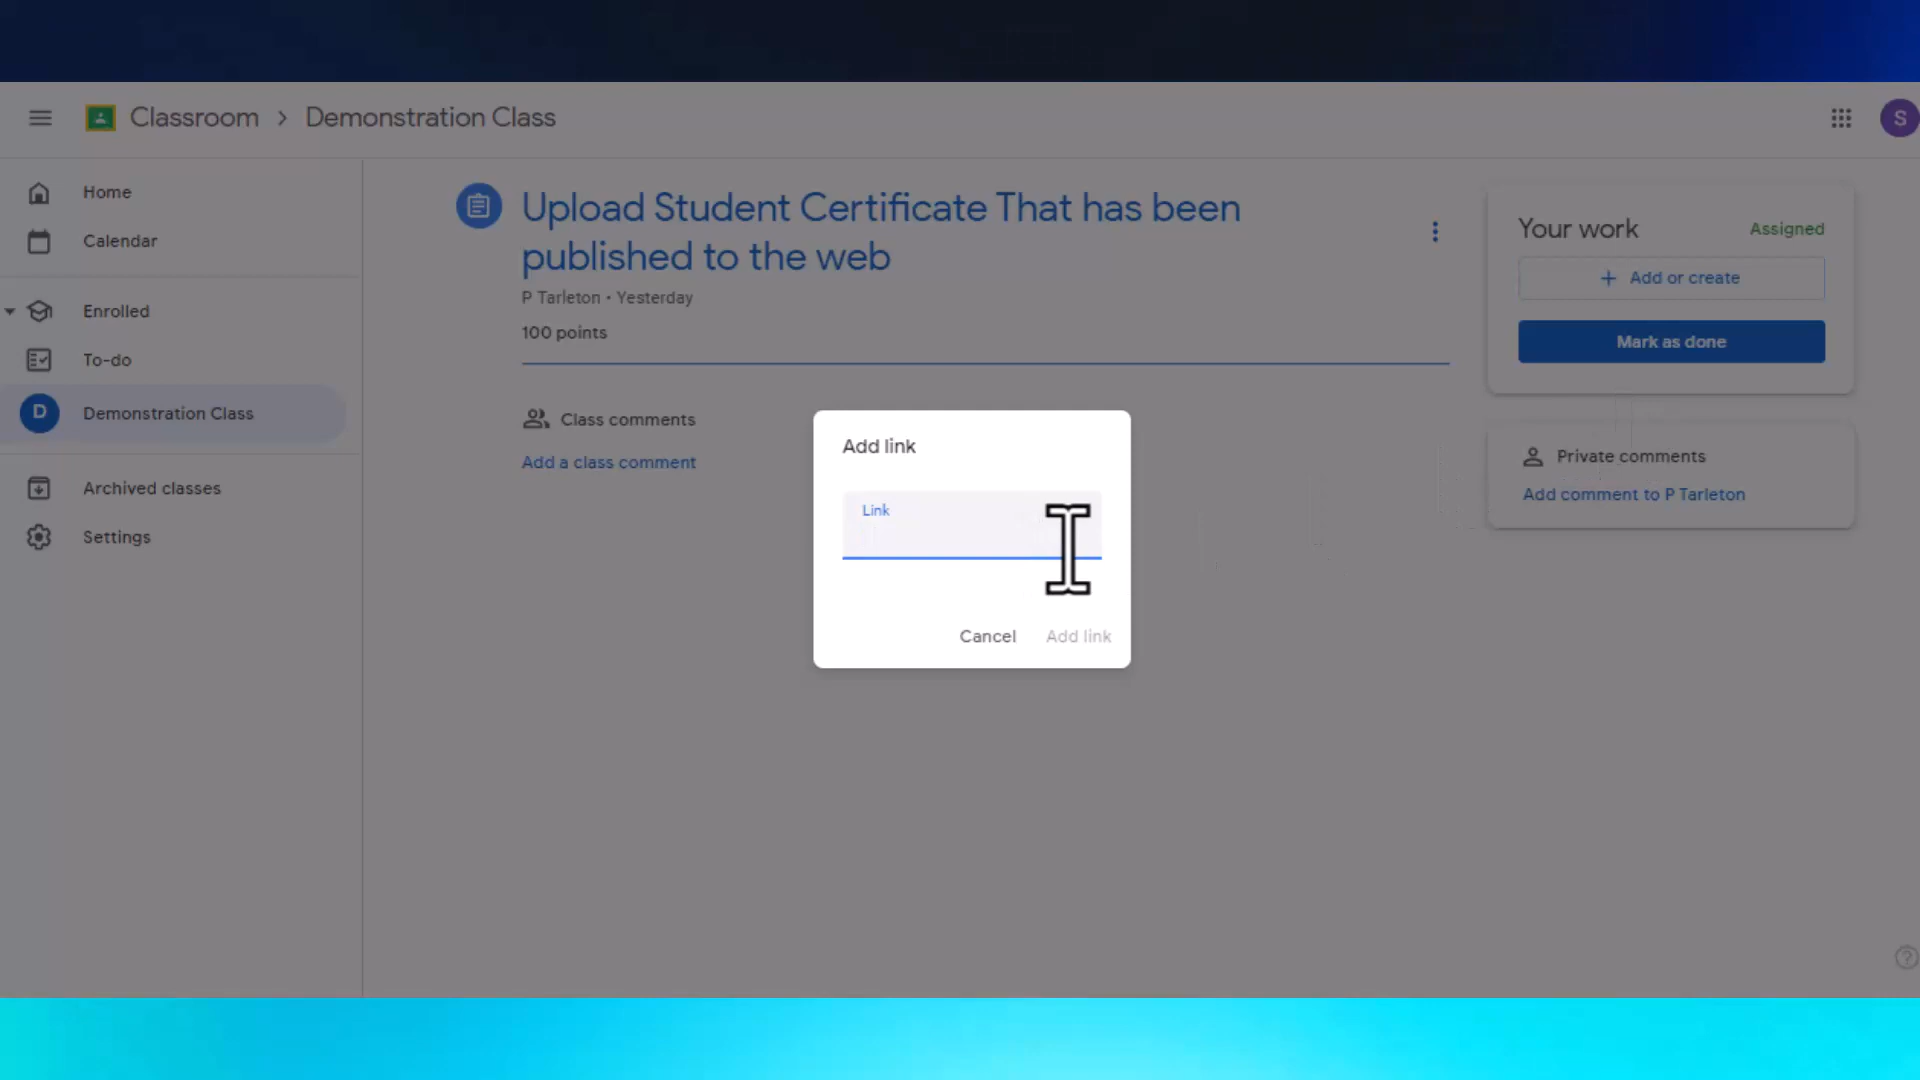 Classroom > Demonstration Class
S
Home
Calendar
Enrolled
To-do
D Demonstration Class
Archived classes
Settings
Upload Student Certificate That has been
published to the web
P Tarleton • Yesterday
100 points
Class comments
Add a class comment
Your work Assigned
+ Add or create
Mark as done
Private comments
Add comment to P Tarleton
Add link
Link
Cancel Add link